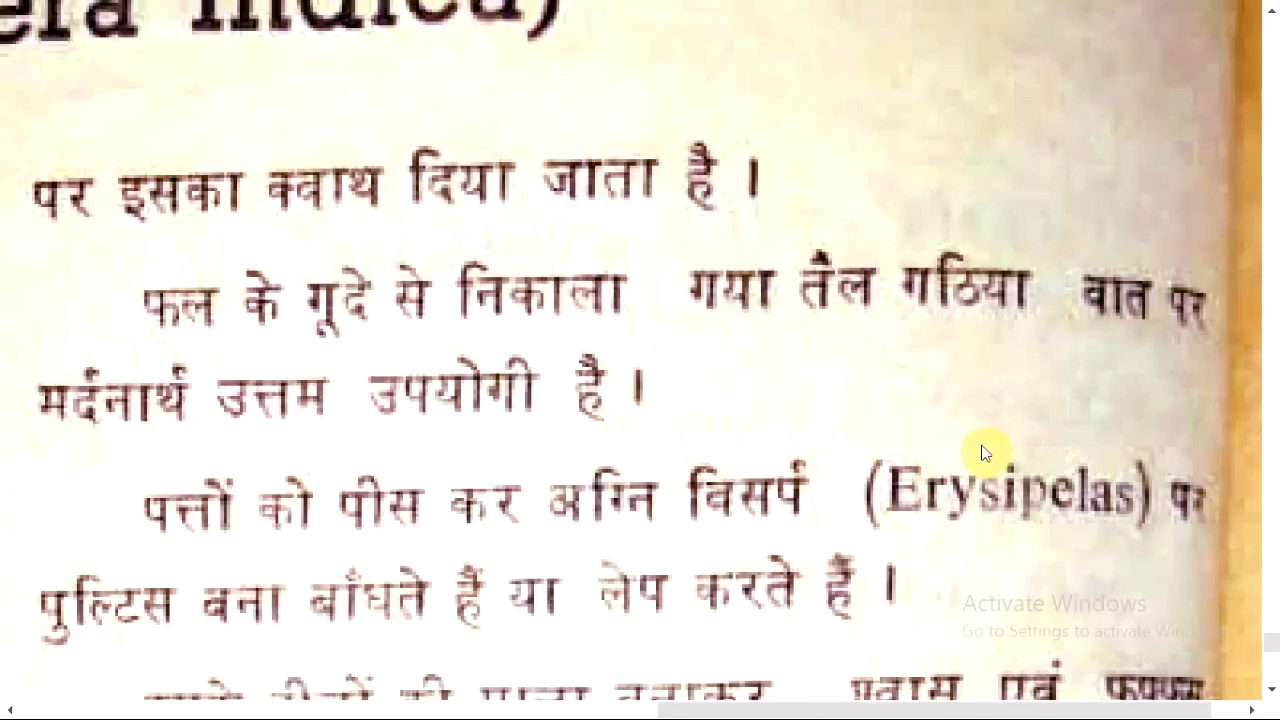 पर इसका क्वाथ दिया जाता है ।
फल के गूदे से निकाला गया तैल गठिया वात पर
मर्दनार्थ उत्तम उपयोगी है ।
पत्तों को पीस कर अग्नि विसर्प (Erysipelas) पर
पुल्टिस बना बाँधते हैं या लेप करते हैं ।
Activate Windows
Go to Settings to activate